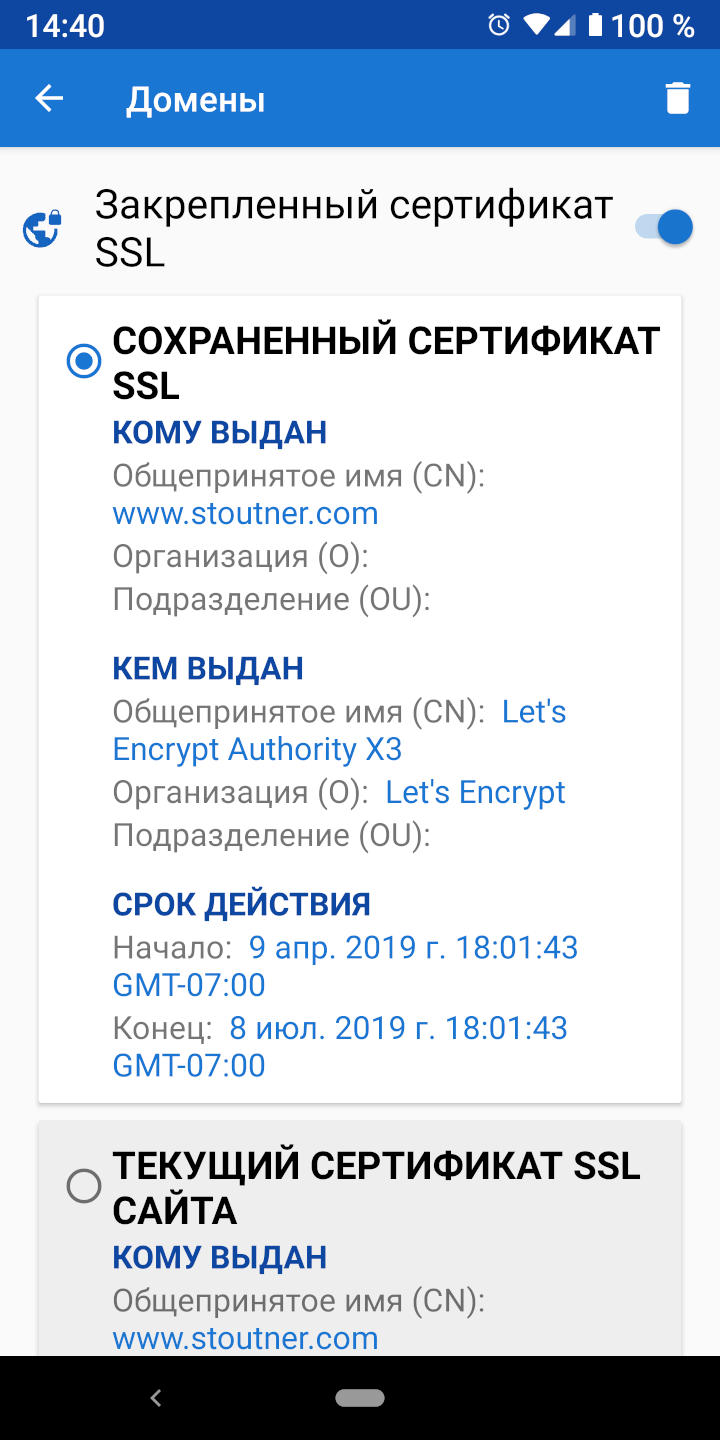 14:40
100 %
Домены
Закрепленный сертификат
SSL
СОХРАНЕННЫЙ СЕРТИФИКАТ
SSL
КОМУ ВЫДАН
Общепринятое имя (CN):
www.stoutner.com
Организация (O):
Подразделение (OU):
КЕМ ВЫДАН
Общепринятое имя (CN): Let's
Encrypt Authority X3
Организация (O): Let's Encrypt
Подразделение (OU):
СРОК ДЕЙСТВИЯ
Начало: 9 апр. 2019 г. 18:01:43
GMT-07:00
Конец: 8 июл. 2019 г. 18:01:43
GMT-07:00
ТЕКУЩИЙ СЕРТИФИКАТ SSL
САЙТА
КОМУ ВЫДАН
Общепринятое имя (CN):
www.stoutner.com